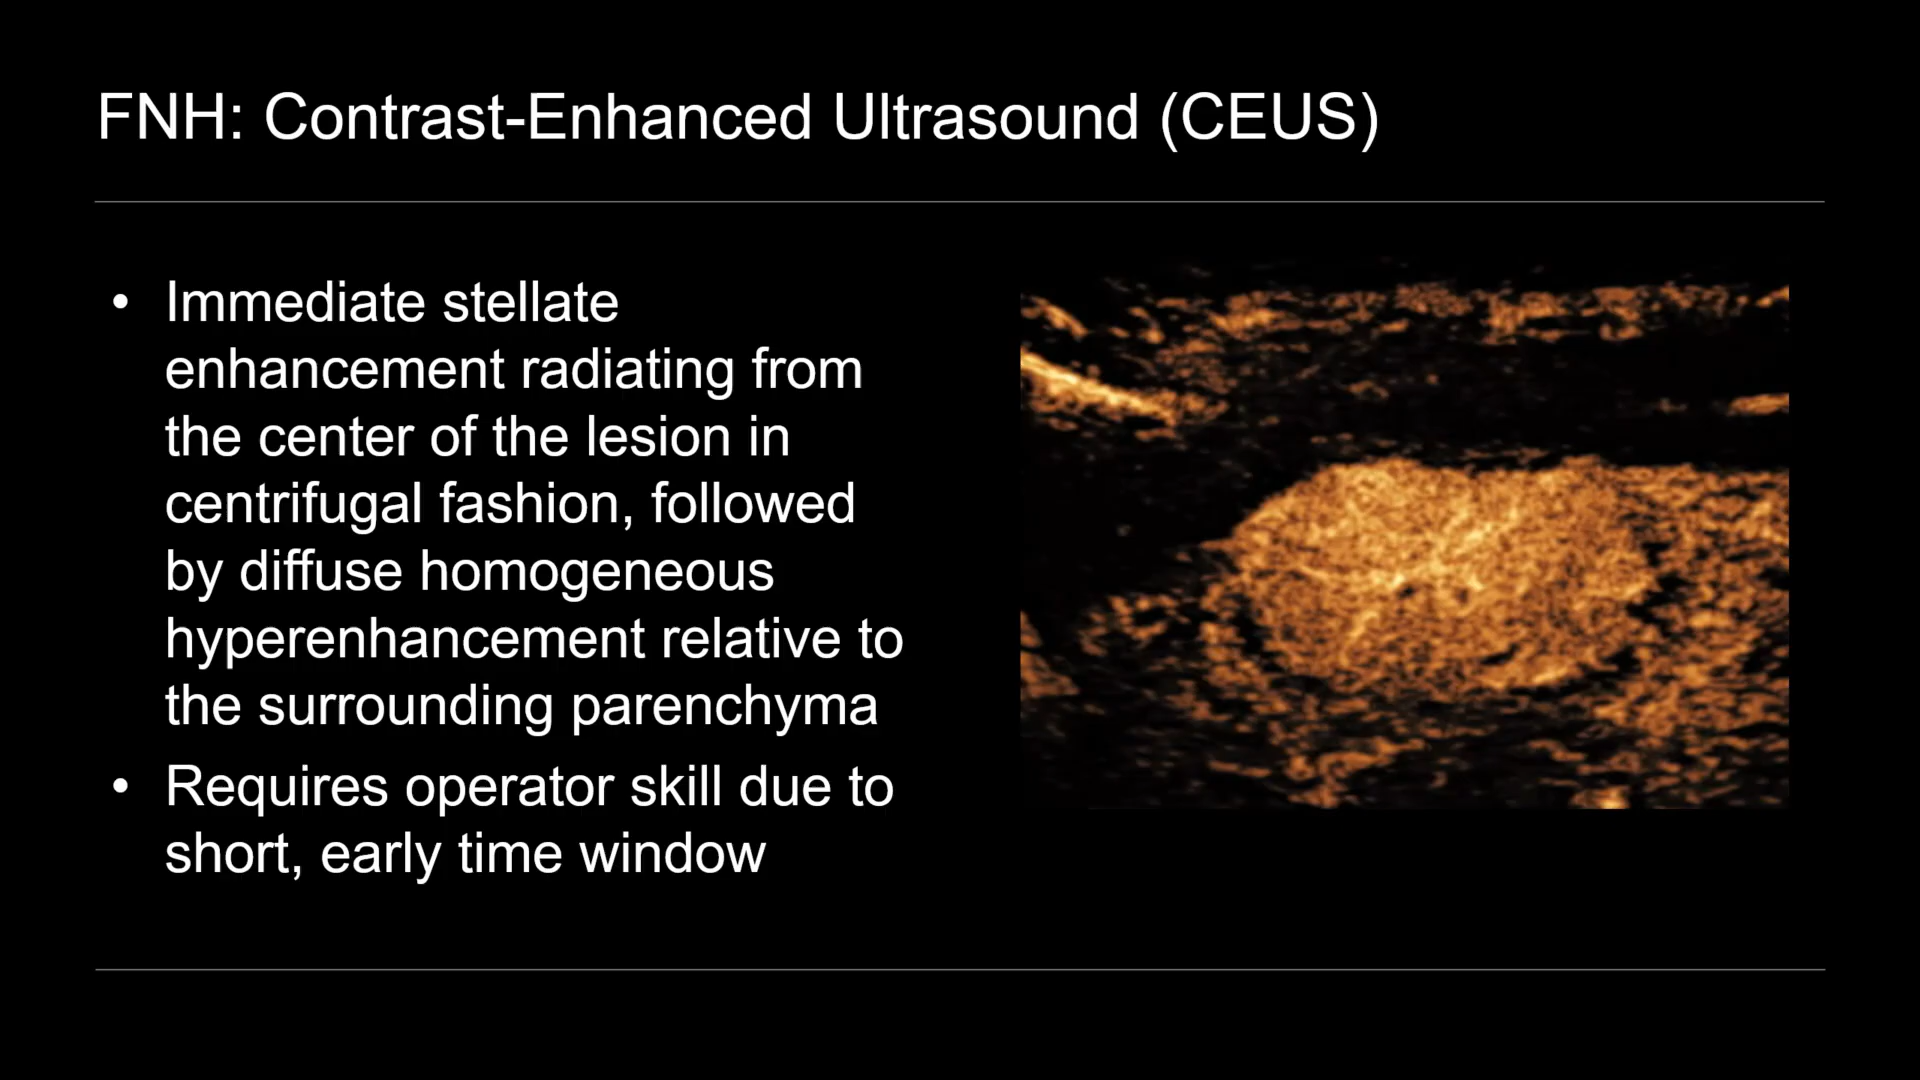 FNH: Contrast-Enhanced Ultrasound (CEUS)
• Immediate stellate
enhancement radiating from
the center of the lesion in
centrifugal fashion, followed
by diffuse homogeneous
hyperenhancement relative to
the surrounding parenchyma
• Requires operator skill due to
short, early time window